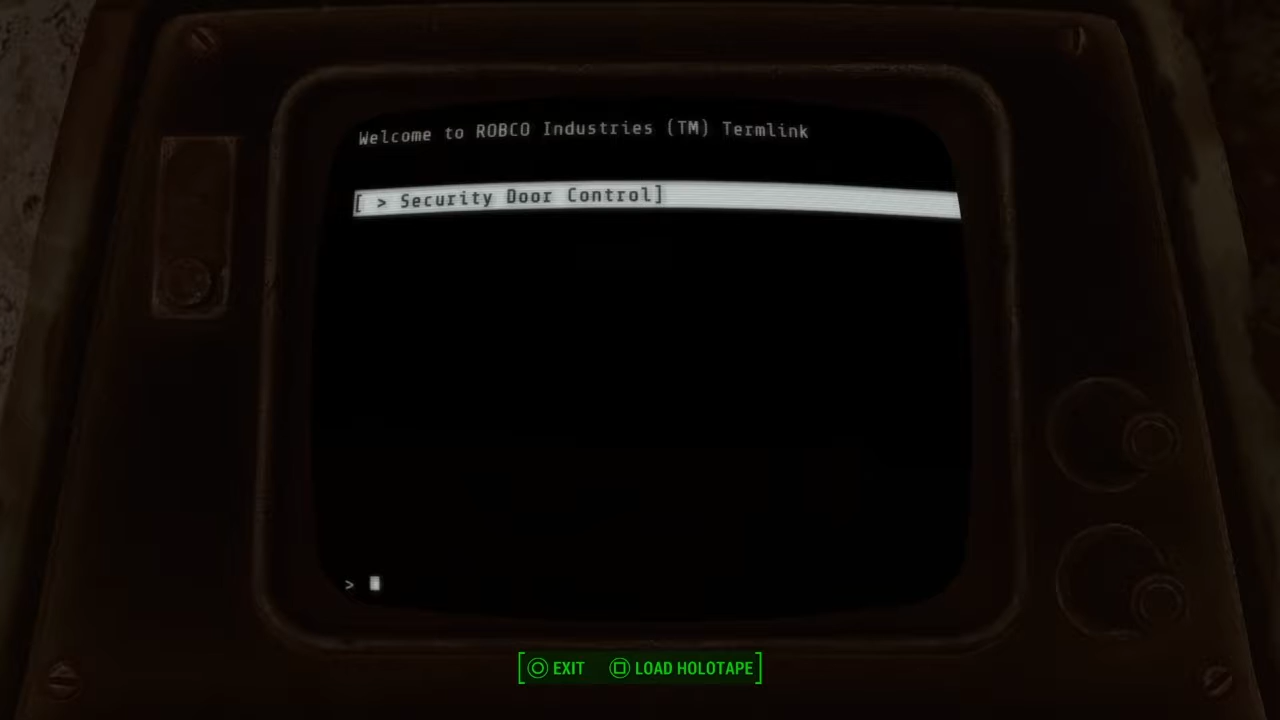 Welcome to ROBCO Industries (TM) Termlink
[ > Security Door Control]
>
EXIT LOAD HOLOTAPE